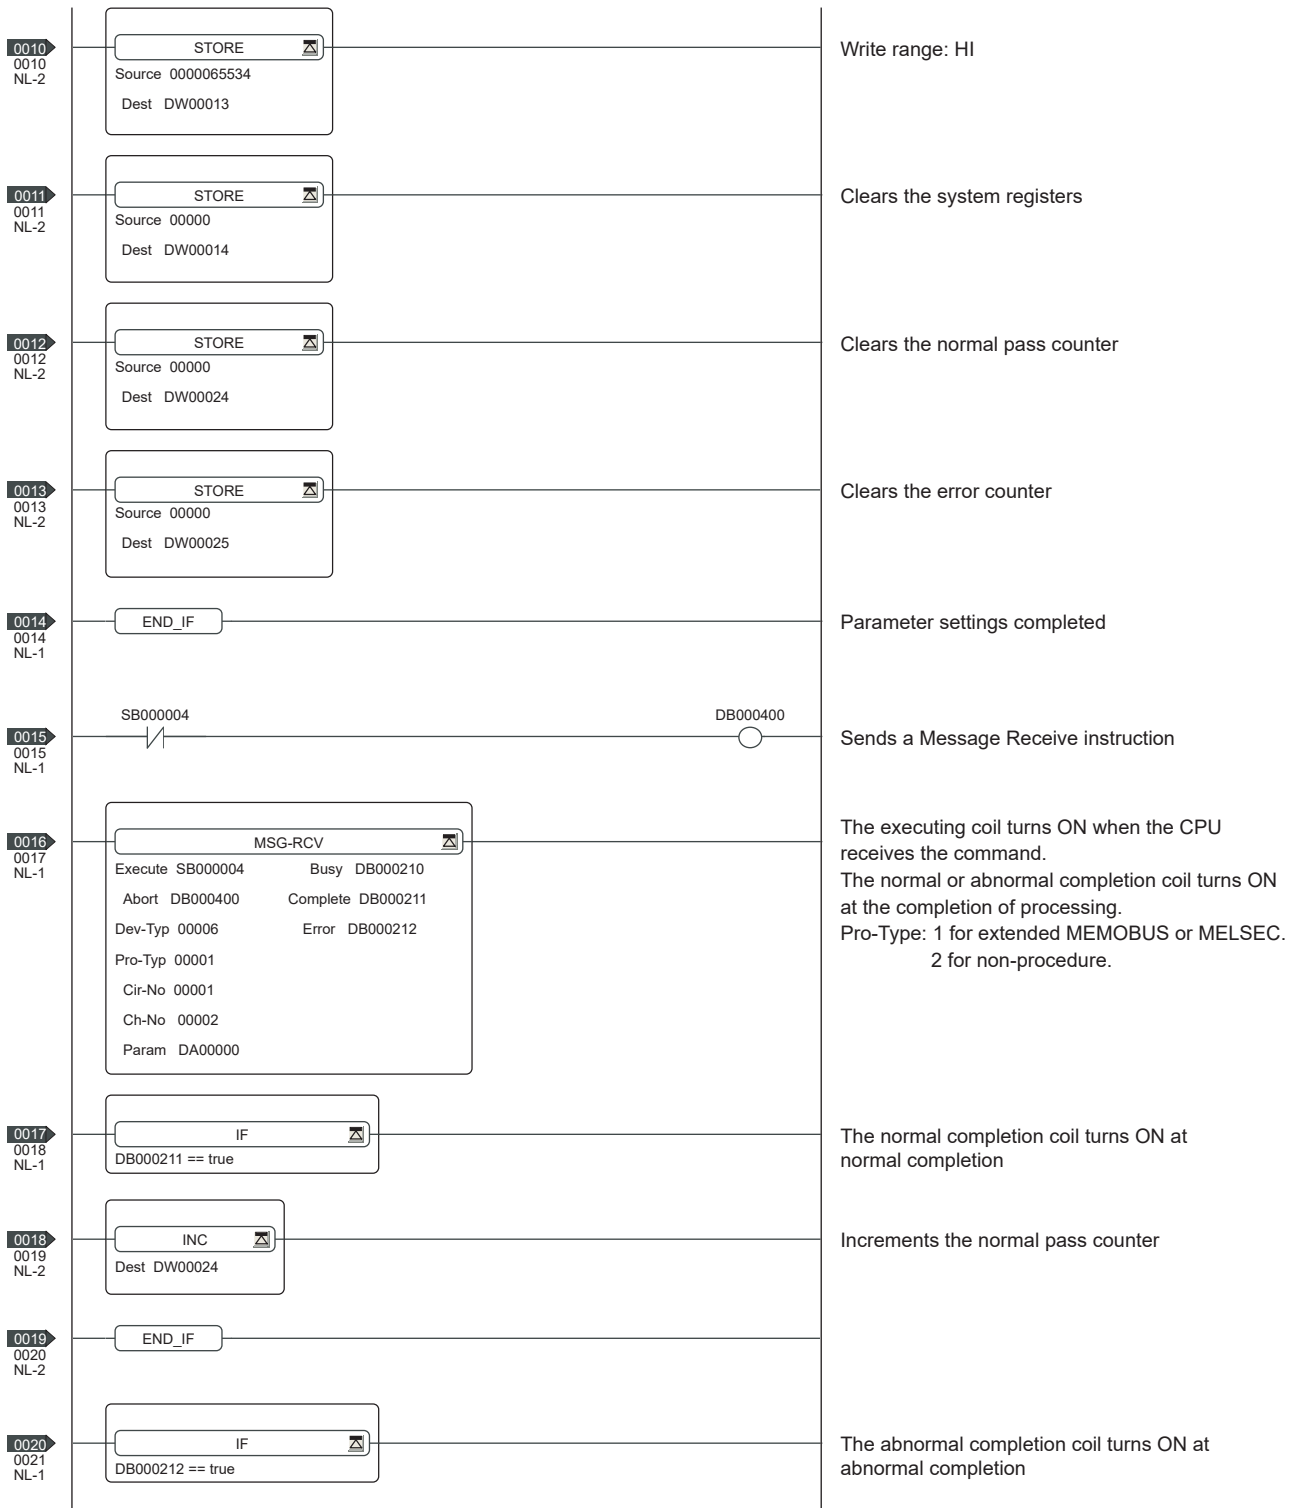 0010
0010
NL-2
STORE
Source 0000065534
Dest DW00013
Write range: HI
0011
0011
NL-2
STORE
Source 00000
Dest DW00014
Clears the system registers
0012
0012
NL-2
STORE
Source 00000
Dest DW00024
Clears the normal pass counter
0013
0013
NL-2
STORE
Source 00000
Dest DW00025
Clears the error counter
0014
0014
NL-1
END_IF
Parameter settings completed
0015
0015
NL-1
SB000004
DB000400
Sends a Message Receive instruction
0016
0017
NL-1
MSG-RCV
Execute SB000004 Busy DB000210
Abort DB000400 Complete DB000211
Dev-Typ 00006 Error DB000212
Pro-Typ 00001
Cir-No 00001
Ch-No 00002
Param DA00000
The executing coil turns ON when the CPU
receives the command.
The normal or abnormal completion coil turns ON
at the completion of processing.
Pro-Type: 1 for extended MEMOBUS or MELSEC.
2 for non-procedure.
0017
0018
NL-1
IF
DB000211 == true
The normal completion coil turns ON at
normal completion
0018
0019
NL-2
INC
Dest DW00024
Increments the normal pass counter
0019
0020
NL-2
END_IF
0020
0021
NL-1
IF
DB000212 == true
The abnormal completion coil turns ON at
abnormal completion